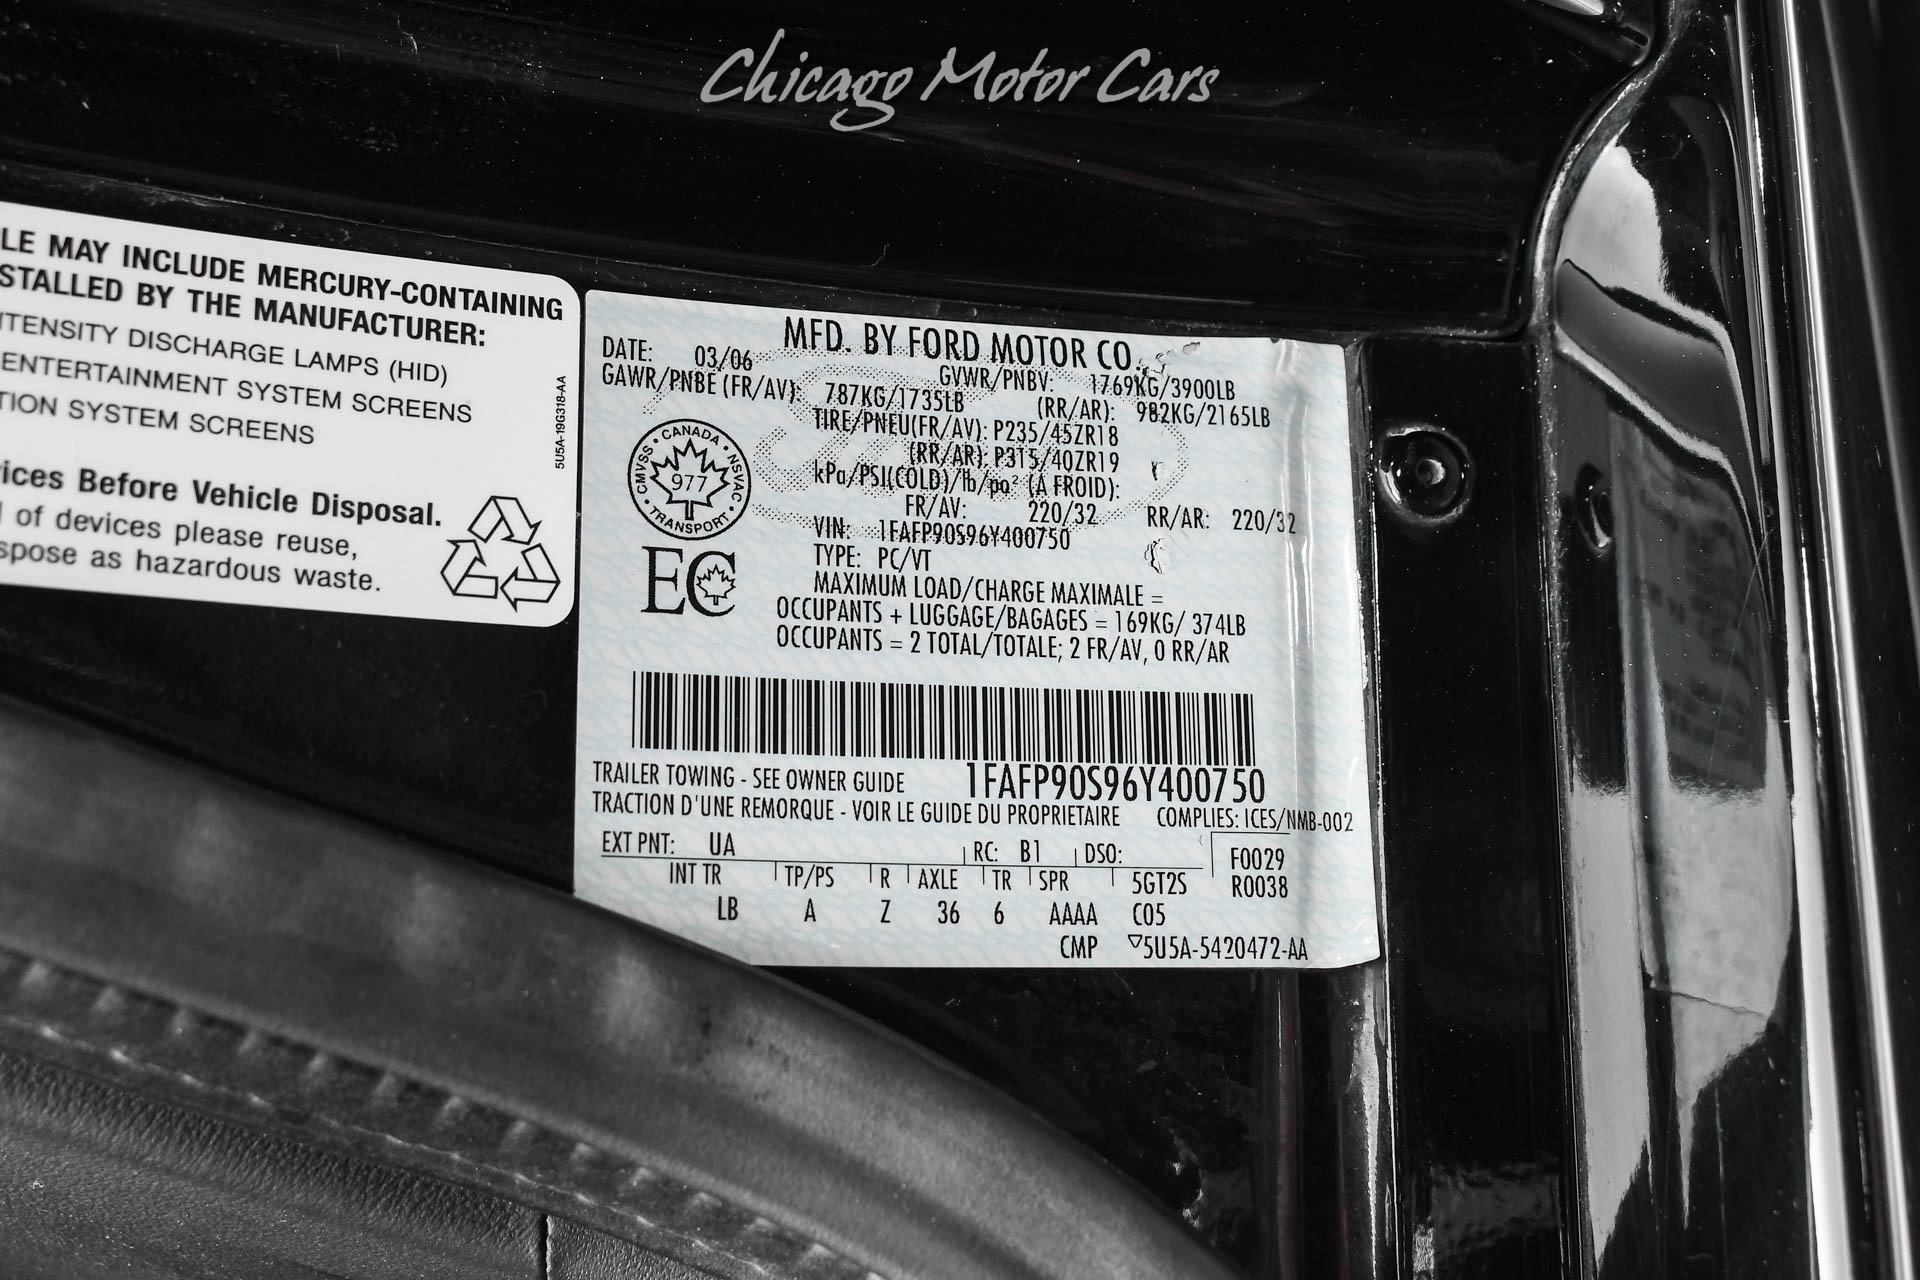 Chicago Motor Cars
LE MAY INCLUDE MERCURY-CONTAINING
STALLED BY THE MANUFACTURER:
TENSITY DISCHARGE LAMPS (HID)
ENTERTAINMENT SYSTEM SCREENS
TION SYSTEM SCREENS
ices Before Vehicle Disposal.
l of devices please reuse,
spose as hazardous waste.
5U5A-19G318-AA
MFD. BY FORD MOTOR CO.
DATE: 03/06 GVWR/PNBV: 1769KG/3900LB
GAWR/PNBE (FR/AV): 787KG/1735LB (RR/AR): 982KG/2165LB
TIRE/PNEU(FR/AV): P235/45ZR18
(RR/AR): P315/40ZR19
kPa/PSI(COLD)/lb/po² (A FROID):
FR/AV: 220/32 RR/AR: 220/32
VIN: 1FAFP90S96Y400750
TYPE: PC/VT
MAXIMUM LOAD/CHARGE MAXIMALE =
OCCUPANTS + LUGGAGE/BAGAGES = 169KG/ 374LB
OCCUPANTS = 2 TOTAL/TOTALE; 2 FR/AV, 0 RR/AR
CANADA • NSVAC • TRANSPORT • CMVSS •
977
EC
TRAILER TOWING - SEE OWNER GUIDE 1FAFP90S96Y400750
TRACTION D'UNE REMORQUE - VOIR LE GUIDE DU PROPRIETAIRE COMPLIES: ICES/NMB-002
EXT PNT: UA RC: B1 DSO: F0029
INT TR TP/PS R AXLE TR SPR 5GT2S R0038
LB A Z 36 6 AAAA C05
CMP ▽5U5A-5420472-AA